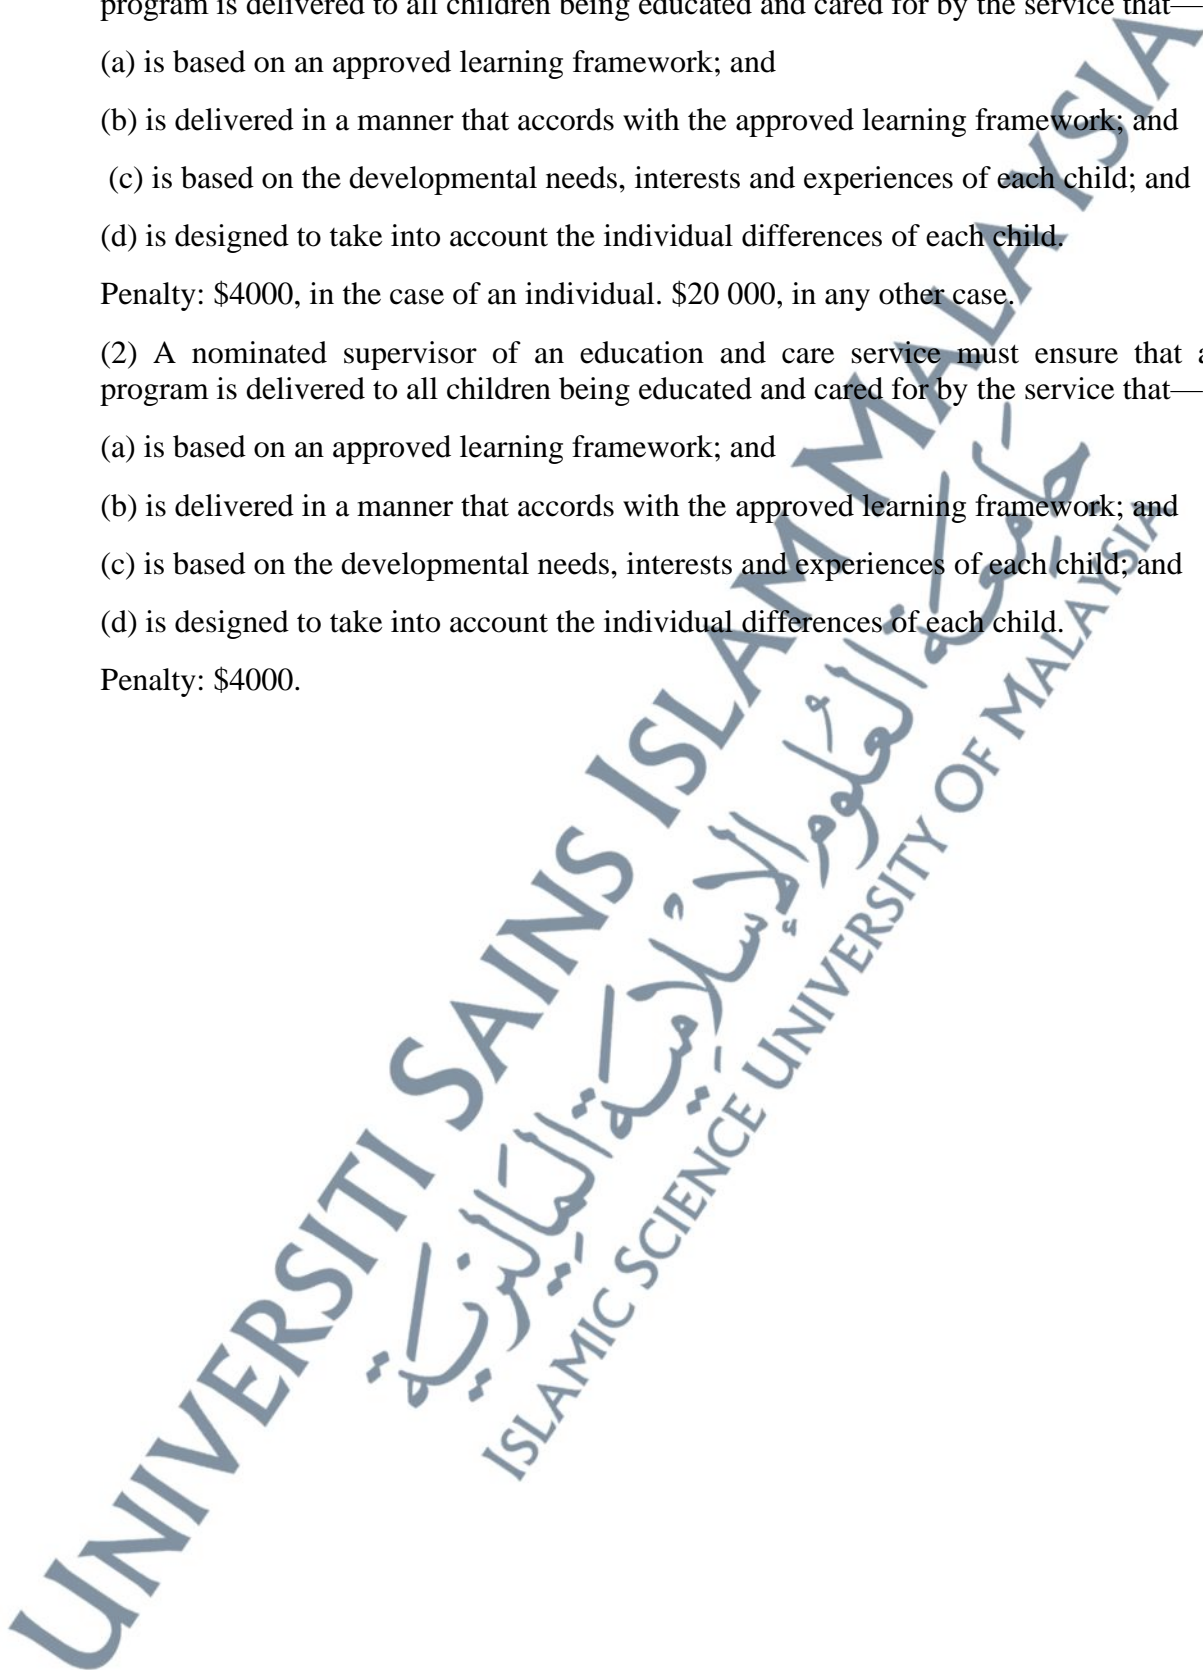 program is delivered to all children being educated and cared for by the service that—
(a) is based on an approved learning framework; and
(b) is delivered in a manner that accords with the approved learning framework; and
(c) is based on the developmental needs, interests and experiences of each child; and
(d) is designed to take into account the individual differences of each child.
Penalty: $4000, in the case of an individual. $20 000, in any other case.
(2) A nominated supervisor of an education and care service must ensure that a
program is delivered to all children being educated and cared for by the service that—
(a) is based on an approved learning framework; and
(b) is delivered in a manner that accords with the approved learning framework; and
(c) is based on the developmental needs, interests and experiences of each child; and
(d) is designed to take into account the individual differences of each child.
Penalty: $4000.
UNIVERSITI SAINS ISLAM MALAYSIA
جَامِعَة العُلُوم الإِسْلَامِيَّة المَالِيزِيَّة
ISLAMIC SCIENCE UNIVERSITY OF MALAYSIA